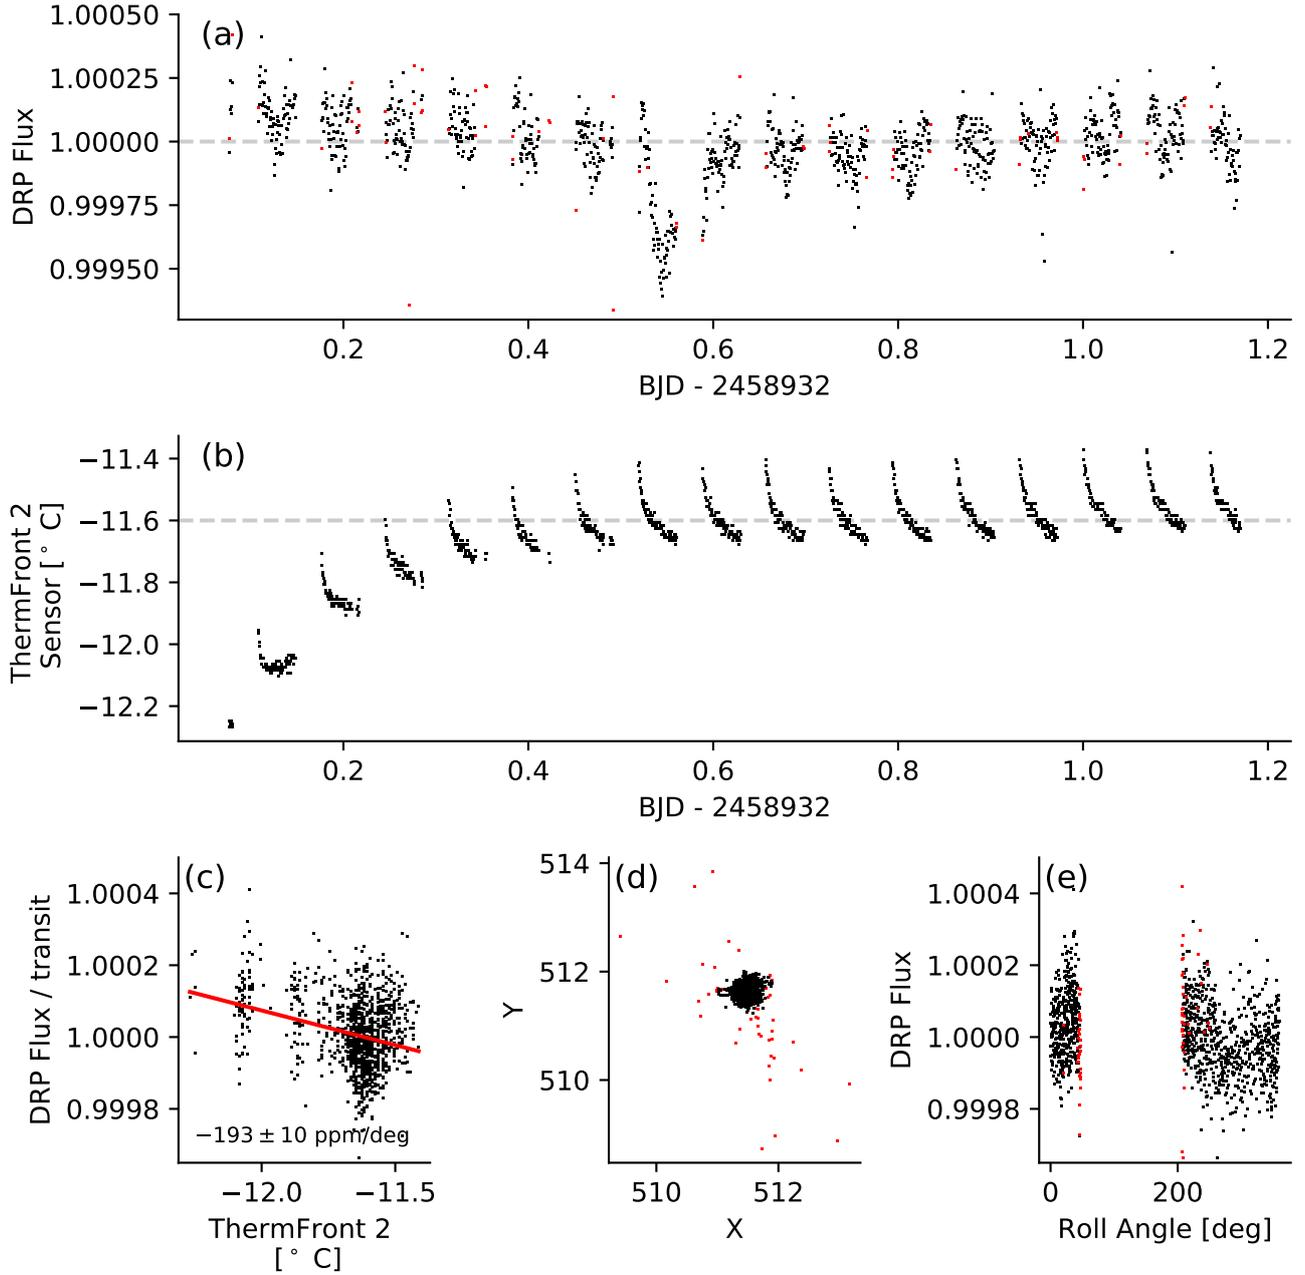 (a)
1.00050
1.00025
1.00000
0.99975
0.99950
DRP Flux
0.2 0.4 0.6 0.8 1.0 1.2
BJD - 2458932
(b)
−11.4
−11.6
−11.8
−12.0
−12.2
ThermFront 2
Sensor [° C]
0.2 0.4 0.6 0.8 1.0 1.2
BJD - 2458932
(c)
1.0004
1.0002
1.0000
0.9998
DRP Flux / transit
−193 ± 10 ppm/deg
−12.0 −11.5
ThermFront 2
[° C]
(d)
514
512
510
Y
510 512
X
(e)
1.0004
1.0002
1.0000
0.9998
DRP Flux
0 200
Roll Angle [deg]